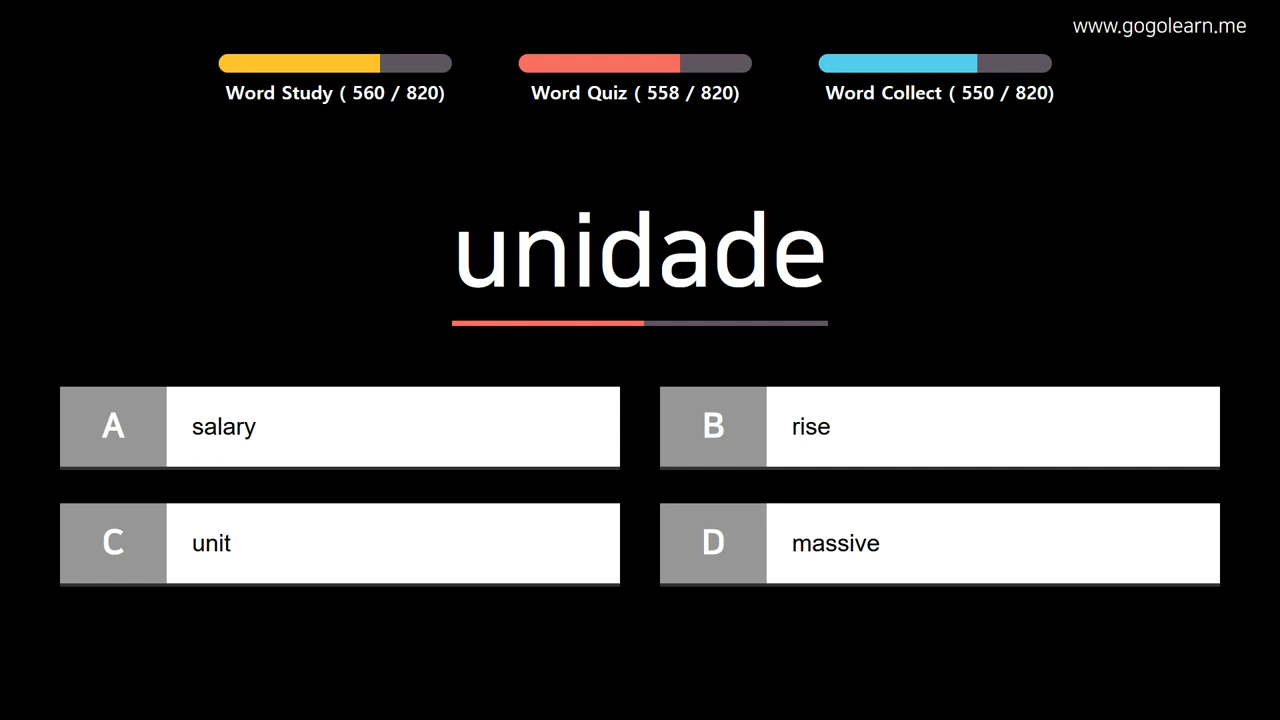 www.gogolearn.me
Word Study ( 560 / 820)
Word Quiz ( 558 / 820)
Word Collect ( 550 / 820)
unidade
A salary
B rise
C unit
D massive